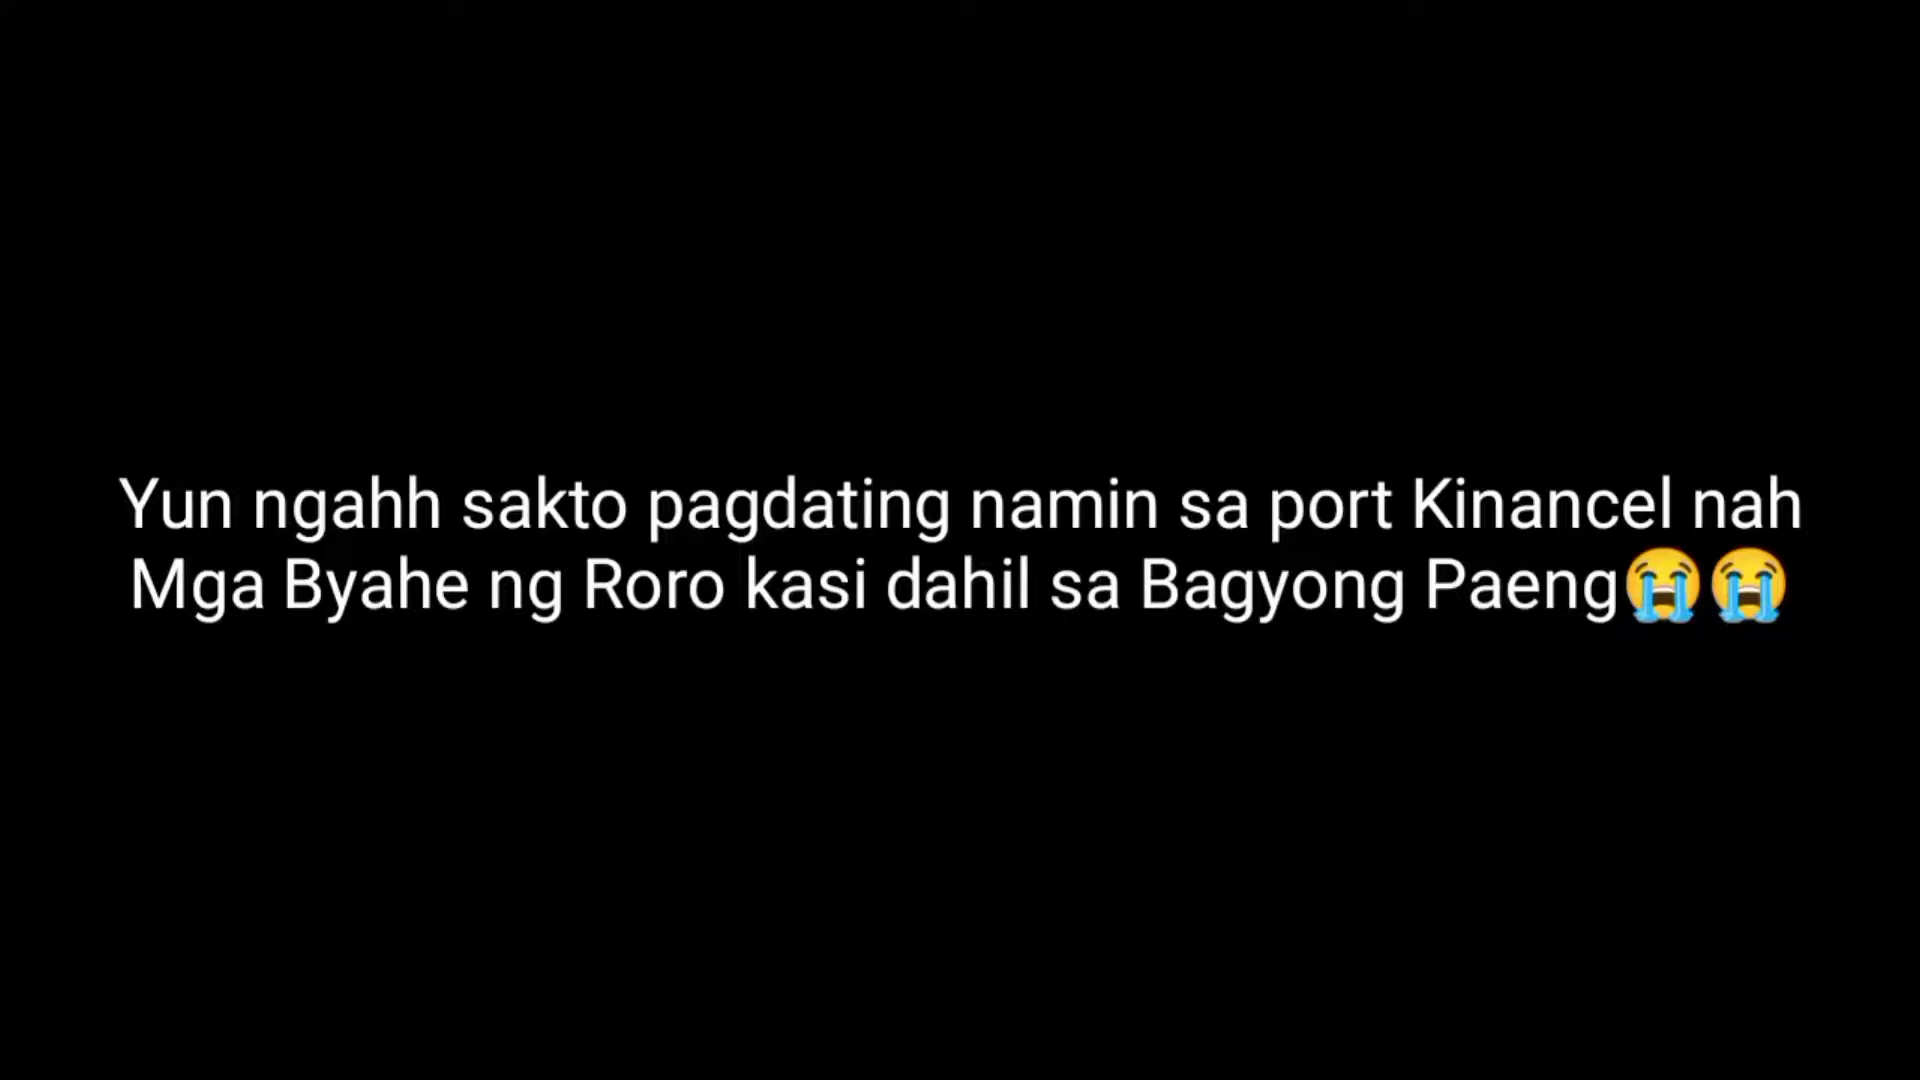 Yun ngahh sakto pagdating namin sa port Kinancel nah
Mga Byahe ng Roro kasi dahil sa Bagyong Paeng😭😭